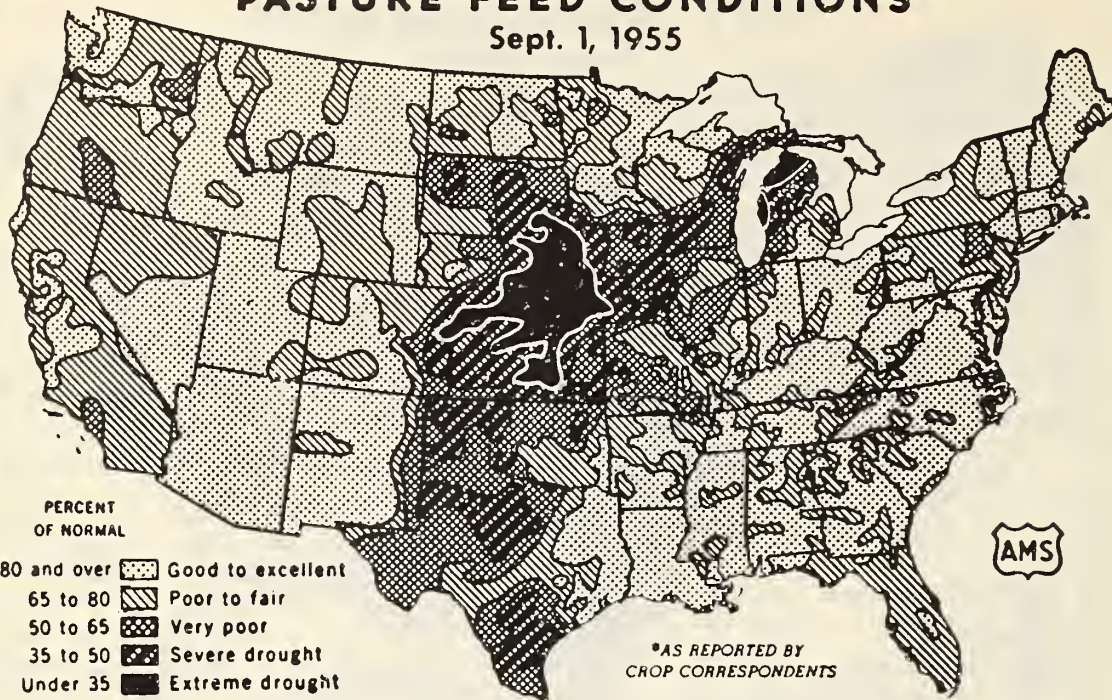 PASTURE FEED CONDITIONS
Sept. 1, 1955
PERCENT
OF NORMAL
80 and over Good to excellent
65 to 80 Poor to fair
50 to 65 Very poor
35 to 50 Severe drought
Under 35 Extreme drought
AMS
*AS REPORTED BY
CROP CORRESPONDENTS